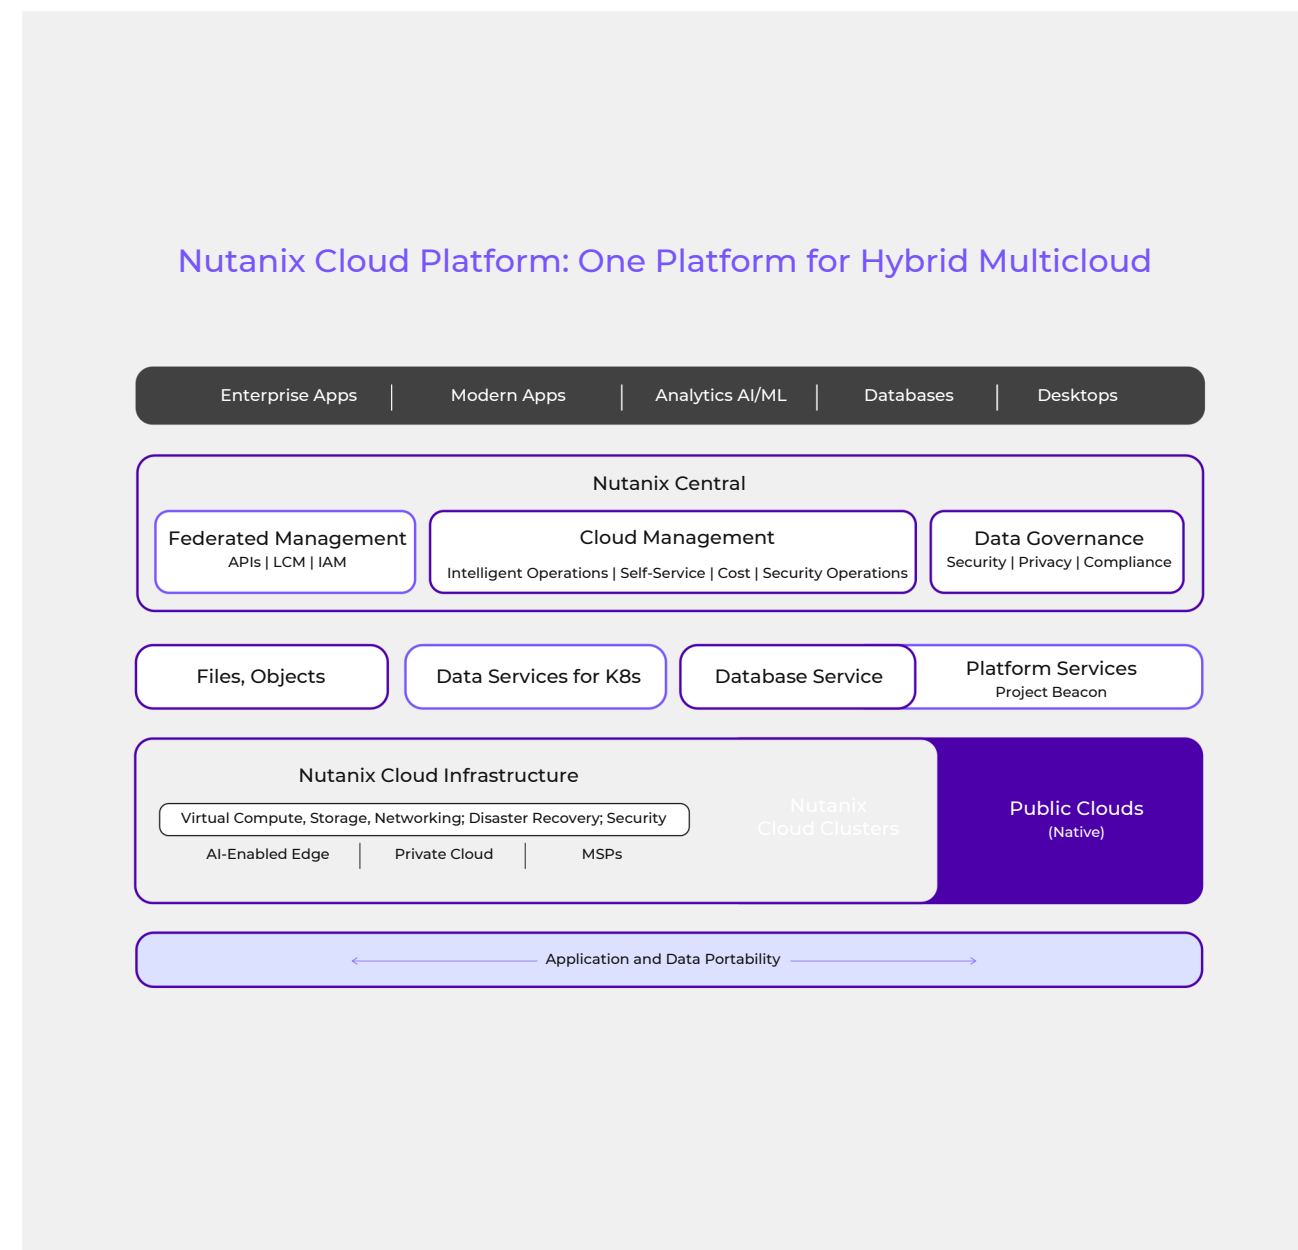 Nutanix Cloud Platform: One Platform for Hybrid Multicloud
Enterprise Apps | Modern Apps | Analytics AI/ML | Databases | Desktops
Nutanix Central
Federated Management
APIs | LCM | IAM
Cloud Management
Intelligent Operations | Self-Service | Cost | Security Operations
Data Governance
Security | Privacy | Compliance
Files, Objects
Data Services for K8s
Database Service
Platform Services
Project Beacon
Nutanix Cloud Infrastructure
Virtual Compute, Storage, Networking; Disaster Recovery; Security
AI-Enabled Edge | Private Cloud | MSPs
Nutanix
Cloud Clusters
Public Clouds
(Native)
Application and Data Portability